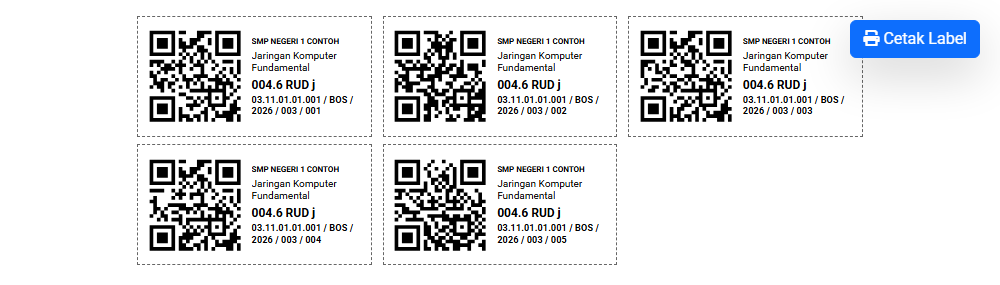 SMP NEGERI 1 CONTOH
Jaringan Komputer
Fundamental
004.6 RUD j
03.11.01.01.001 / BOS /
2026 / 003 / 001
SMP NEGERI 1 CONTOH
Jaringan Komputer
Fundamental
004.6 RUD j
03.11.01.01.001 / BOS /
2026 / 003 / 002
SMP NEGERI 1 CONTOH
Jaringan Komputer
Fundamental
004.6 RUD j
03.11.01.01.001 / BOS /
2026 / 003 / 003
Cetak Label
SMP NEGERI 1 CONTOH
Jaringan Komputer
Fundamental
004.6 RUD j
03.11.01.01.001 / BOS /
2026 / 003 / 004
SMP NEGERI 1 CONTOH
Jaringan Komputer
Fundamental
004.6 RUD j
03.11.01.01.001 / BOS /
2026 / 003 / 005